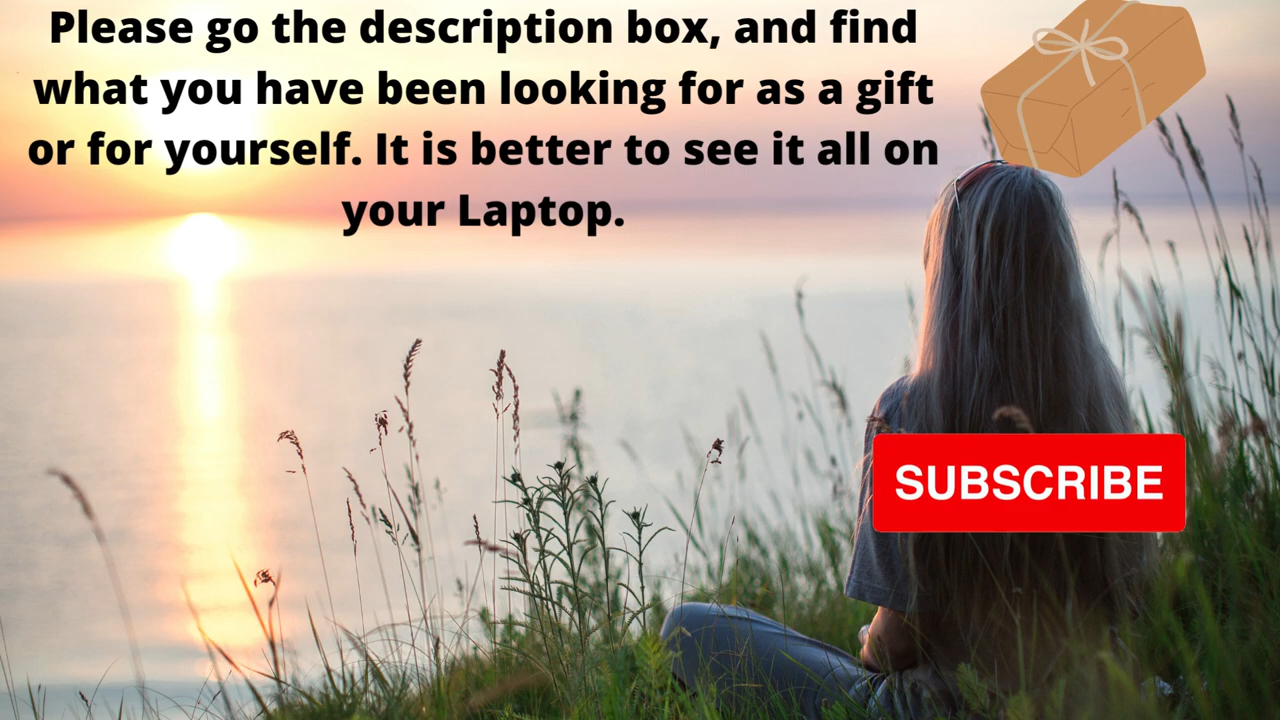 Please go the description box, and find
what you have been looking for as a gift
or for yourself. It is better to see it all on
your Laptop.
SUBSCRIBE